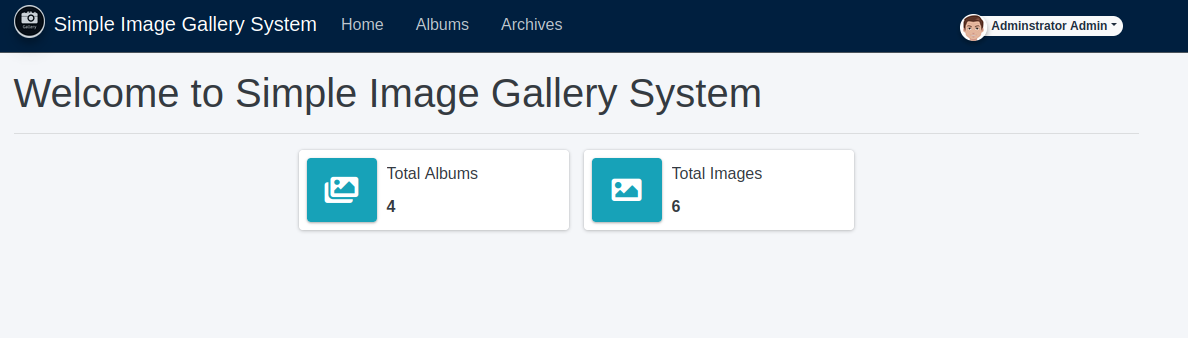 Gallery
Simple Image Gallery System
Home
Albums
Archives
Adminstrator Admin
Welcome to Simple Image Gallery System
Total Albums
4
Total Images
6